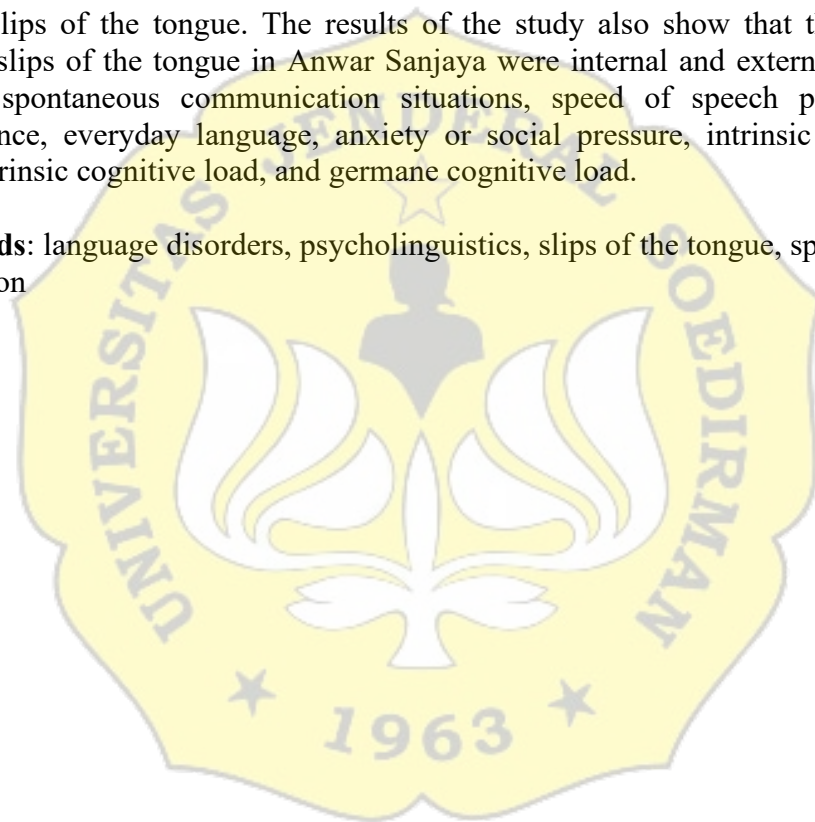 lips of the tongue. The results of the study also show that t
slips of the tongue in Anwar Sanjaya were internal and extern
spontaneous communication situations, speed of speech p
nce, everyday language, anxiety or social pressure, intrinsic
rinsic cognitive load, and germane cognitive load.
ds: language disorders, psycholinguistics, slips of the tongue, sp
on
UNIVERSITAS JENDERAL SOEDIRMAN
1963